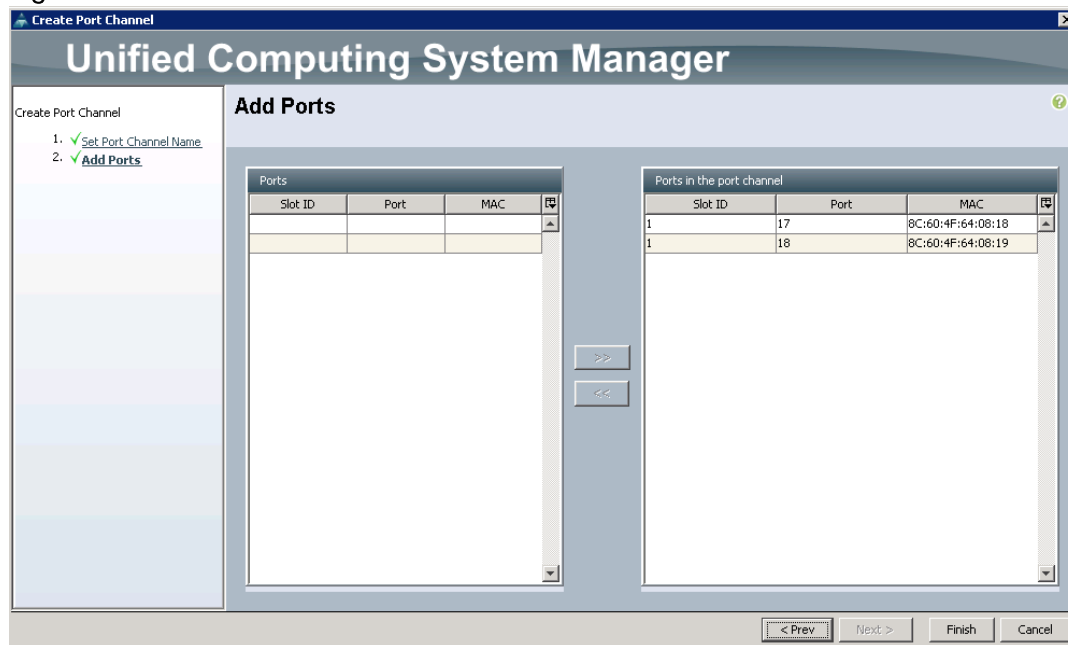 Create Port Channel
Unified Computing System Manager
Create Port Channel
1. √ Set Port Channel Name
2. √ Add Ports
Add Ports
Ports
Slot ID Port MAC
Ports in the port channel
Slot ID Port MAC
1 17 8C:60:4F:64:08:18
1 18 8C:60:4F:64:08:19
>>
<<
< Prev Next > Finish Cancel